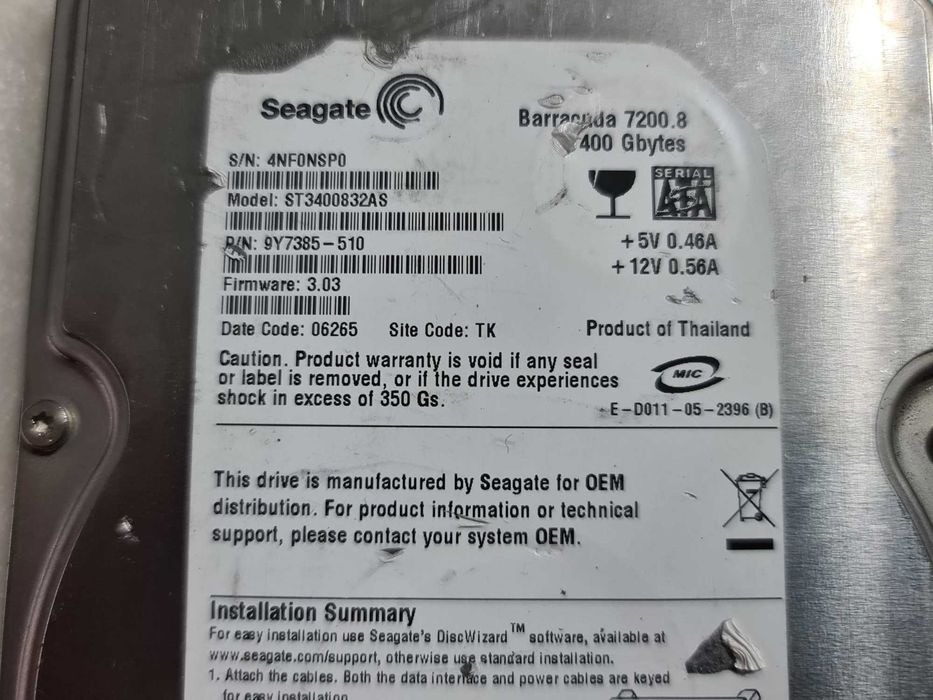 Seagate
Barracuda 7200.8
400 Gbytes
S/N: 4NF0NSP0
Model: ST3400832AS
SERIAL
ATA
P/N: 9Y7385-510
+5V 0.46A
+12V 0.56A
Firmware: 3.03
Date Code: 06265 Site Code: TK
Product of Thailand
Caution. Product warranty is void if any seal
or label is removed, or if the drive experiences
shock in excess of 350 Gs.
MIC
E-D011-05-2396 (B)
This drive is manufactured by Seagate for OEM
distribution. For product information or technical
support, please contact your system OEM.
Installation Summary
For easy installation use Seagate's DiscWizard™ software, available at
www.seagate.com/support, otherwise use standard installation.
1. Attach the cables. Both the data interface and power cables are keyed
for easy installation